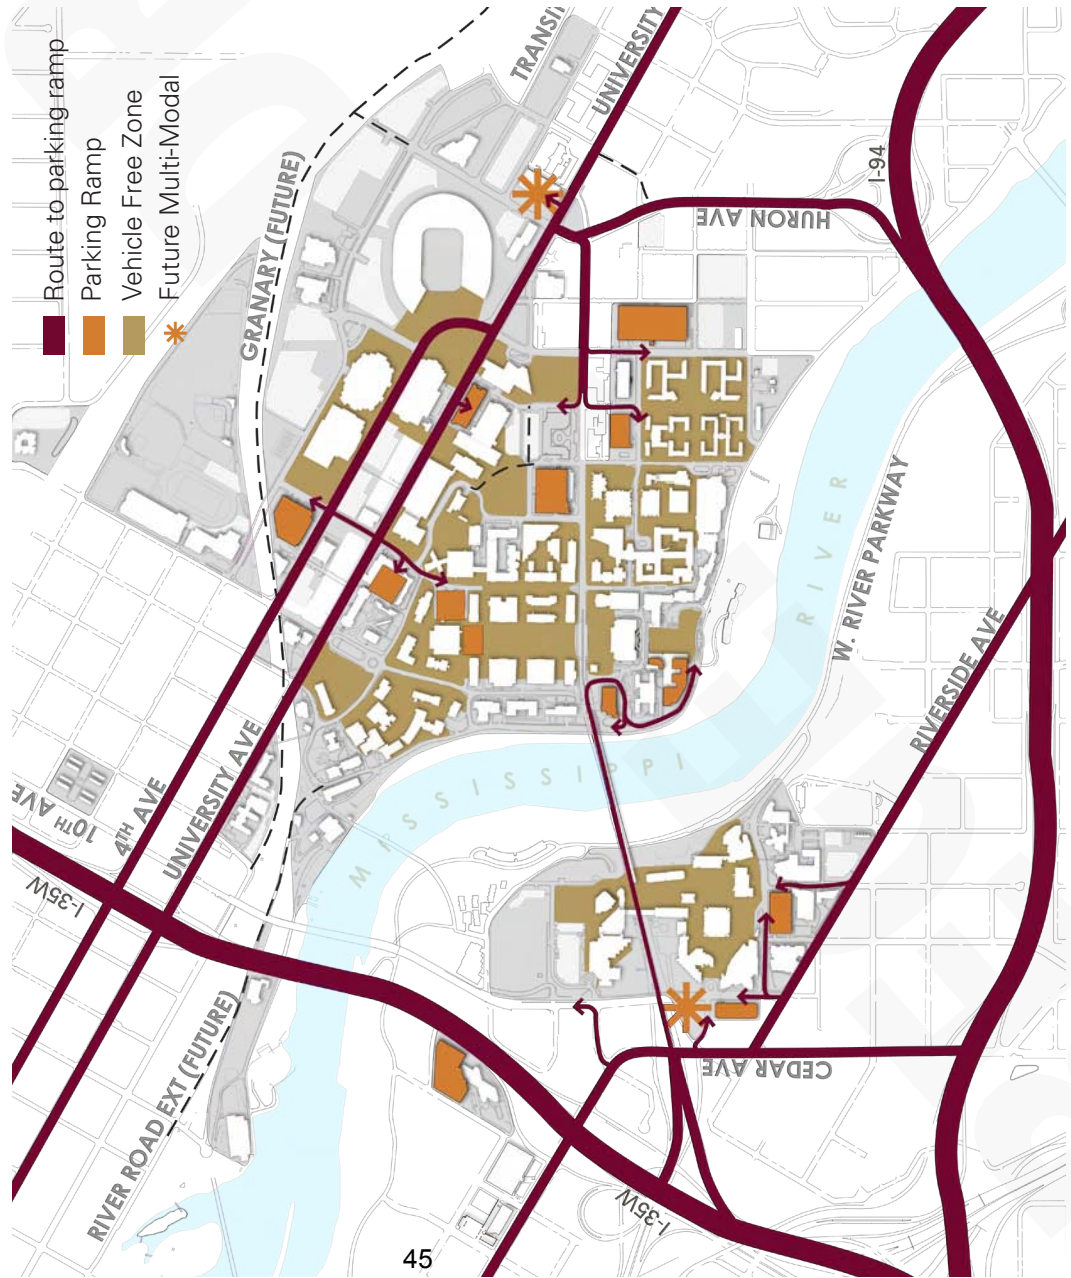 Route to parking ramp
Parking Ramp
Vehicle Free Zone
Future Multi-Modal
UNIVERSITY
I-94
HURON AVE
GRANARY (FUTURE)
RIVER
W. RIVER PARKWAY
RIVERSIDE AVE
MISSISSIPPI
10TH AVE
4TH AVE
UNIVERSITY AVE
I-35W
RIVER ROAD EXT (FUTURE)
CEDAR AVE
I-35W
45